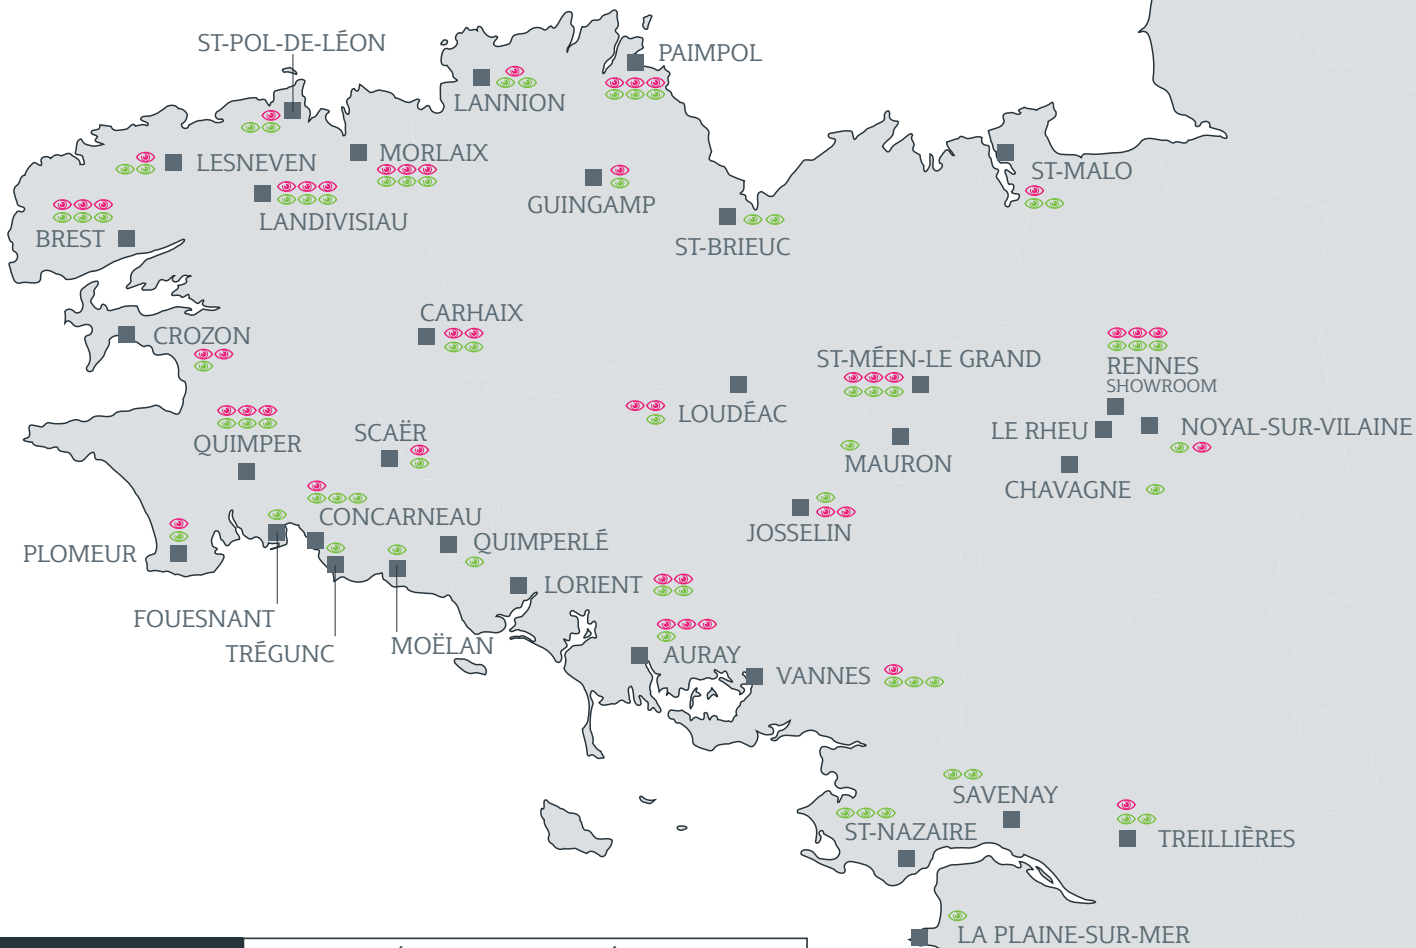 ST-POL-DE-LÉON
PAIMPOL
LANNION
MORLAIX
LESNEVEN
ST-MALO
GUINGAMP
LANDIVISIAU
BREST
ST-BRIEUC
CARHAIX
CROZON
ST-MÉEN-LE GRAND
RENNES
SHOWROOM
LOUDÉAC
LE RHEU
NOYAL-SUR-VILAINE
SCAËR
QUIMPER
MAURON
CHAVAGNE
CONCARNEAU
JOSSELIN
QUIMPERLÉ
PLOMEUR
LORIENT
FOUESNANT
TRÉGUNC
MOËLAN
AURAY
VANNES
SAVENAY
ST-NAZAIRE
TREILLIÈRES
LA PLAINE-SUR-MER